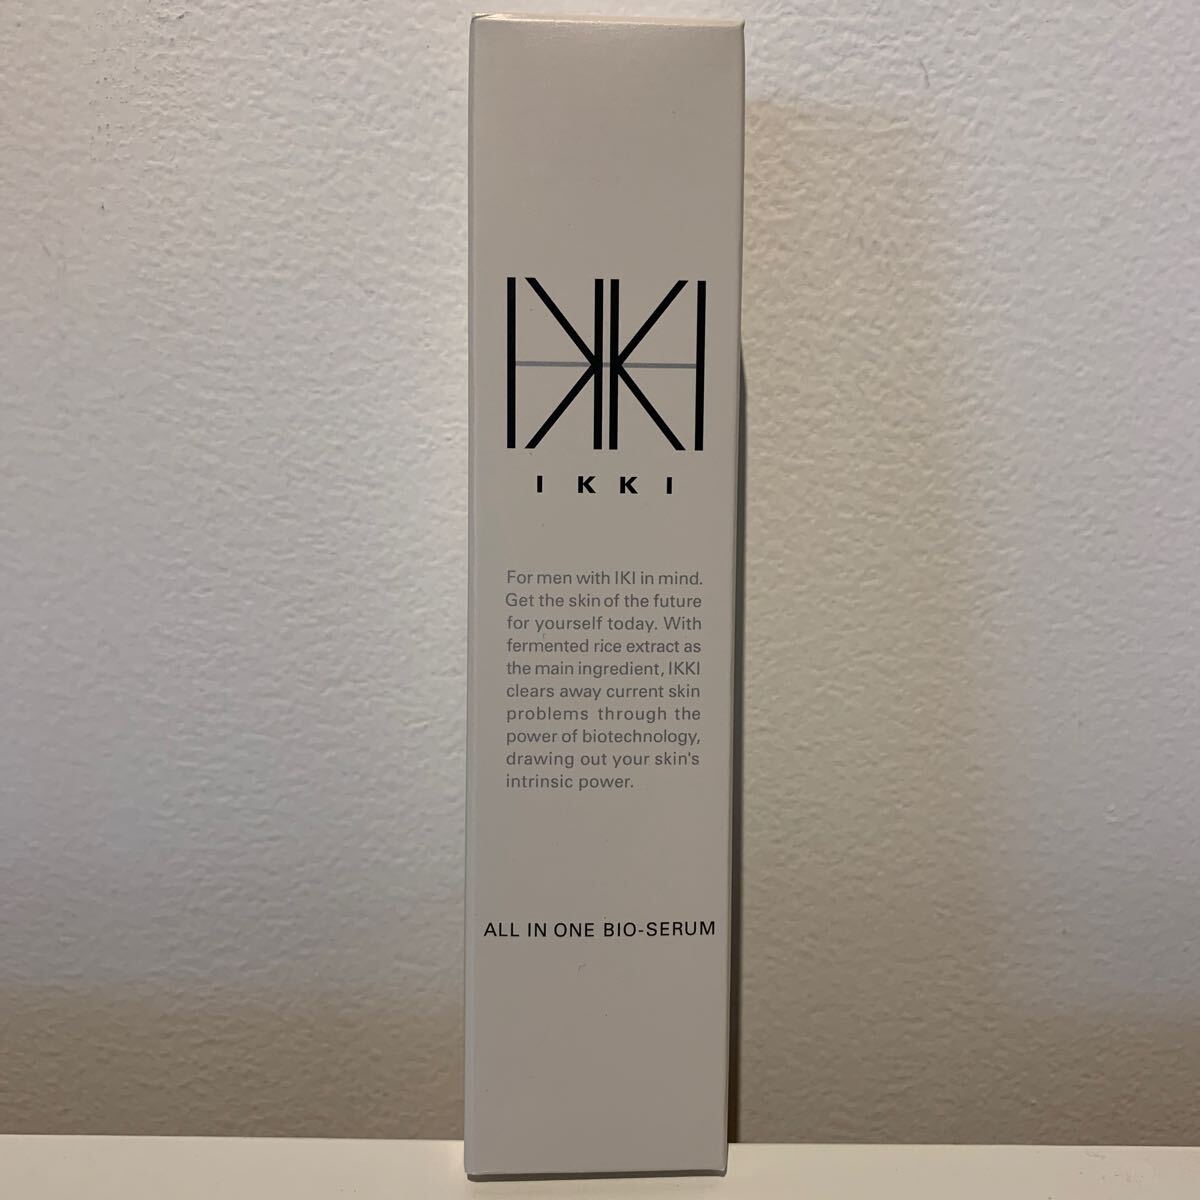 IKKI
IKKI
For men with IKI in mind.
Get the skin of the future
for yourself today. With
fermented rice extract as
the main ingredient, IKKI
clears away current skin
problems through the
power of biotechnology,
drawing out your skin's
intrinsic power.
ALL IN ONE BIO-SERUM